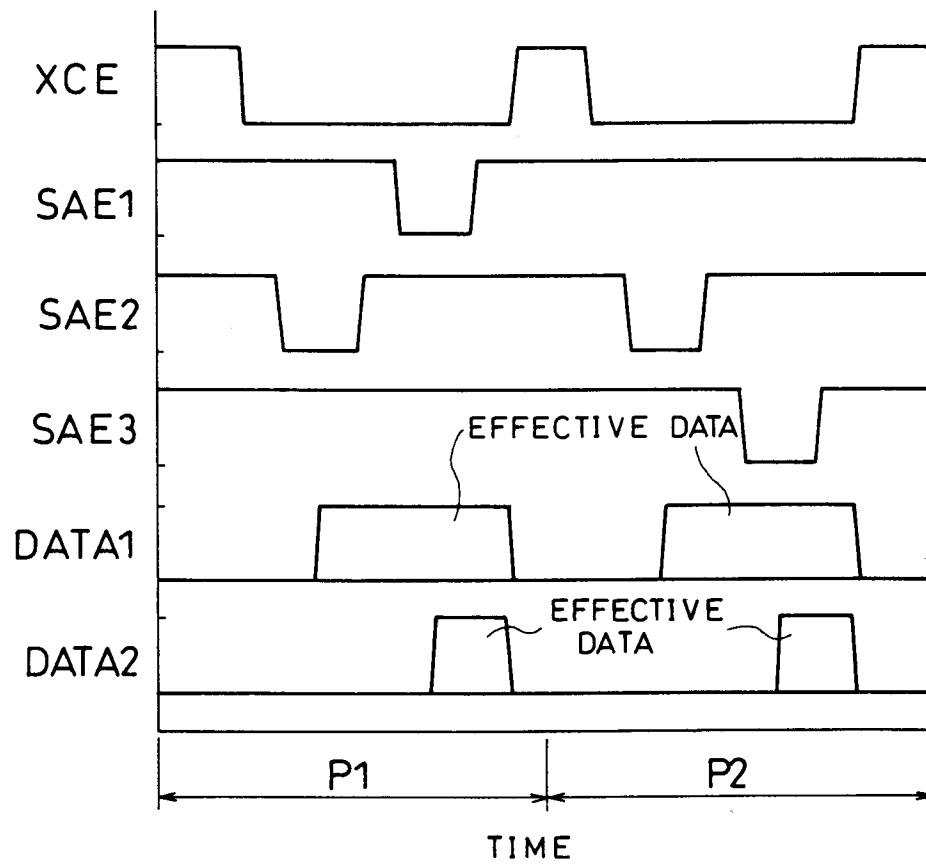 XCE
SAE1
SAE2
SAE3
EFFECTIVE DATA
DATA1
EFFECTIVE
DATA
DATA2
P1
P2
TIME